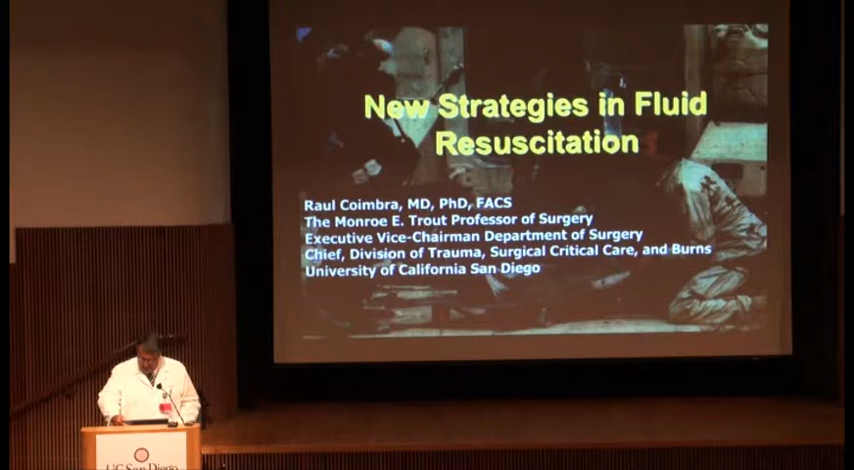 New Strategies in Fluid
Resuscitation
Raul Coimbra, MD, PhD, FACS
The Monroe E. Trout Professor of Surgery
Executive Vice-Chairman Department of Surgery
Chief, Division of Trauma, Surgical Critical Care, and Burns
University of California San Diego
UC San Diego